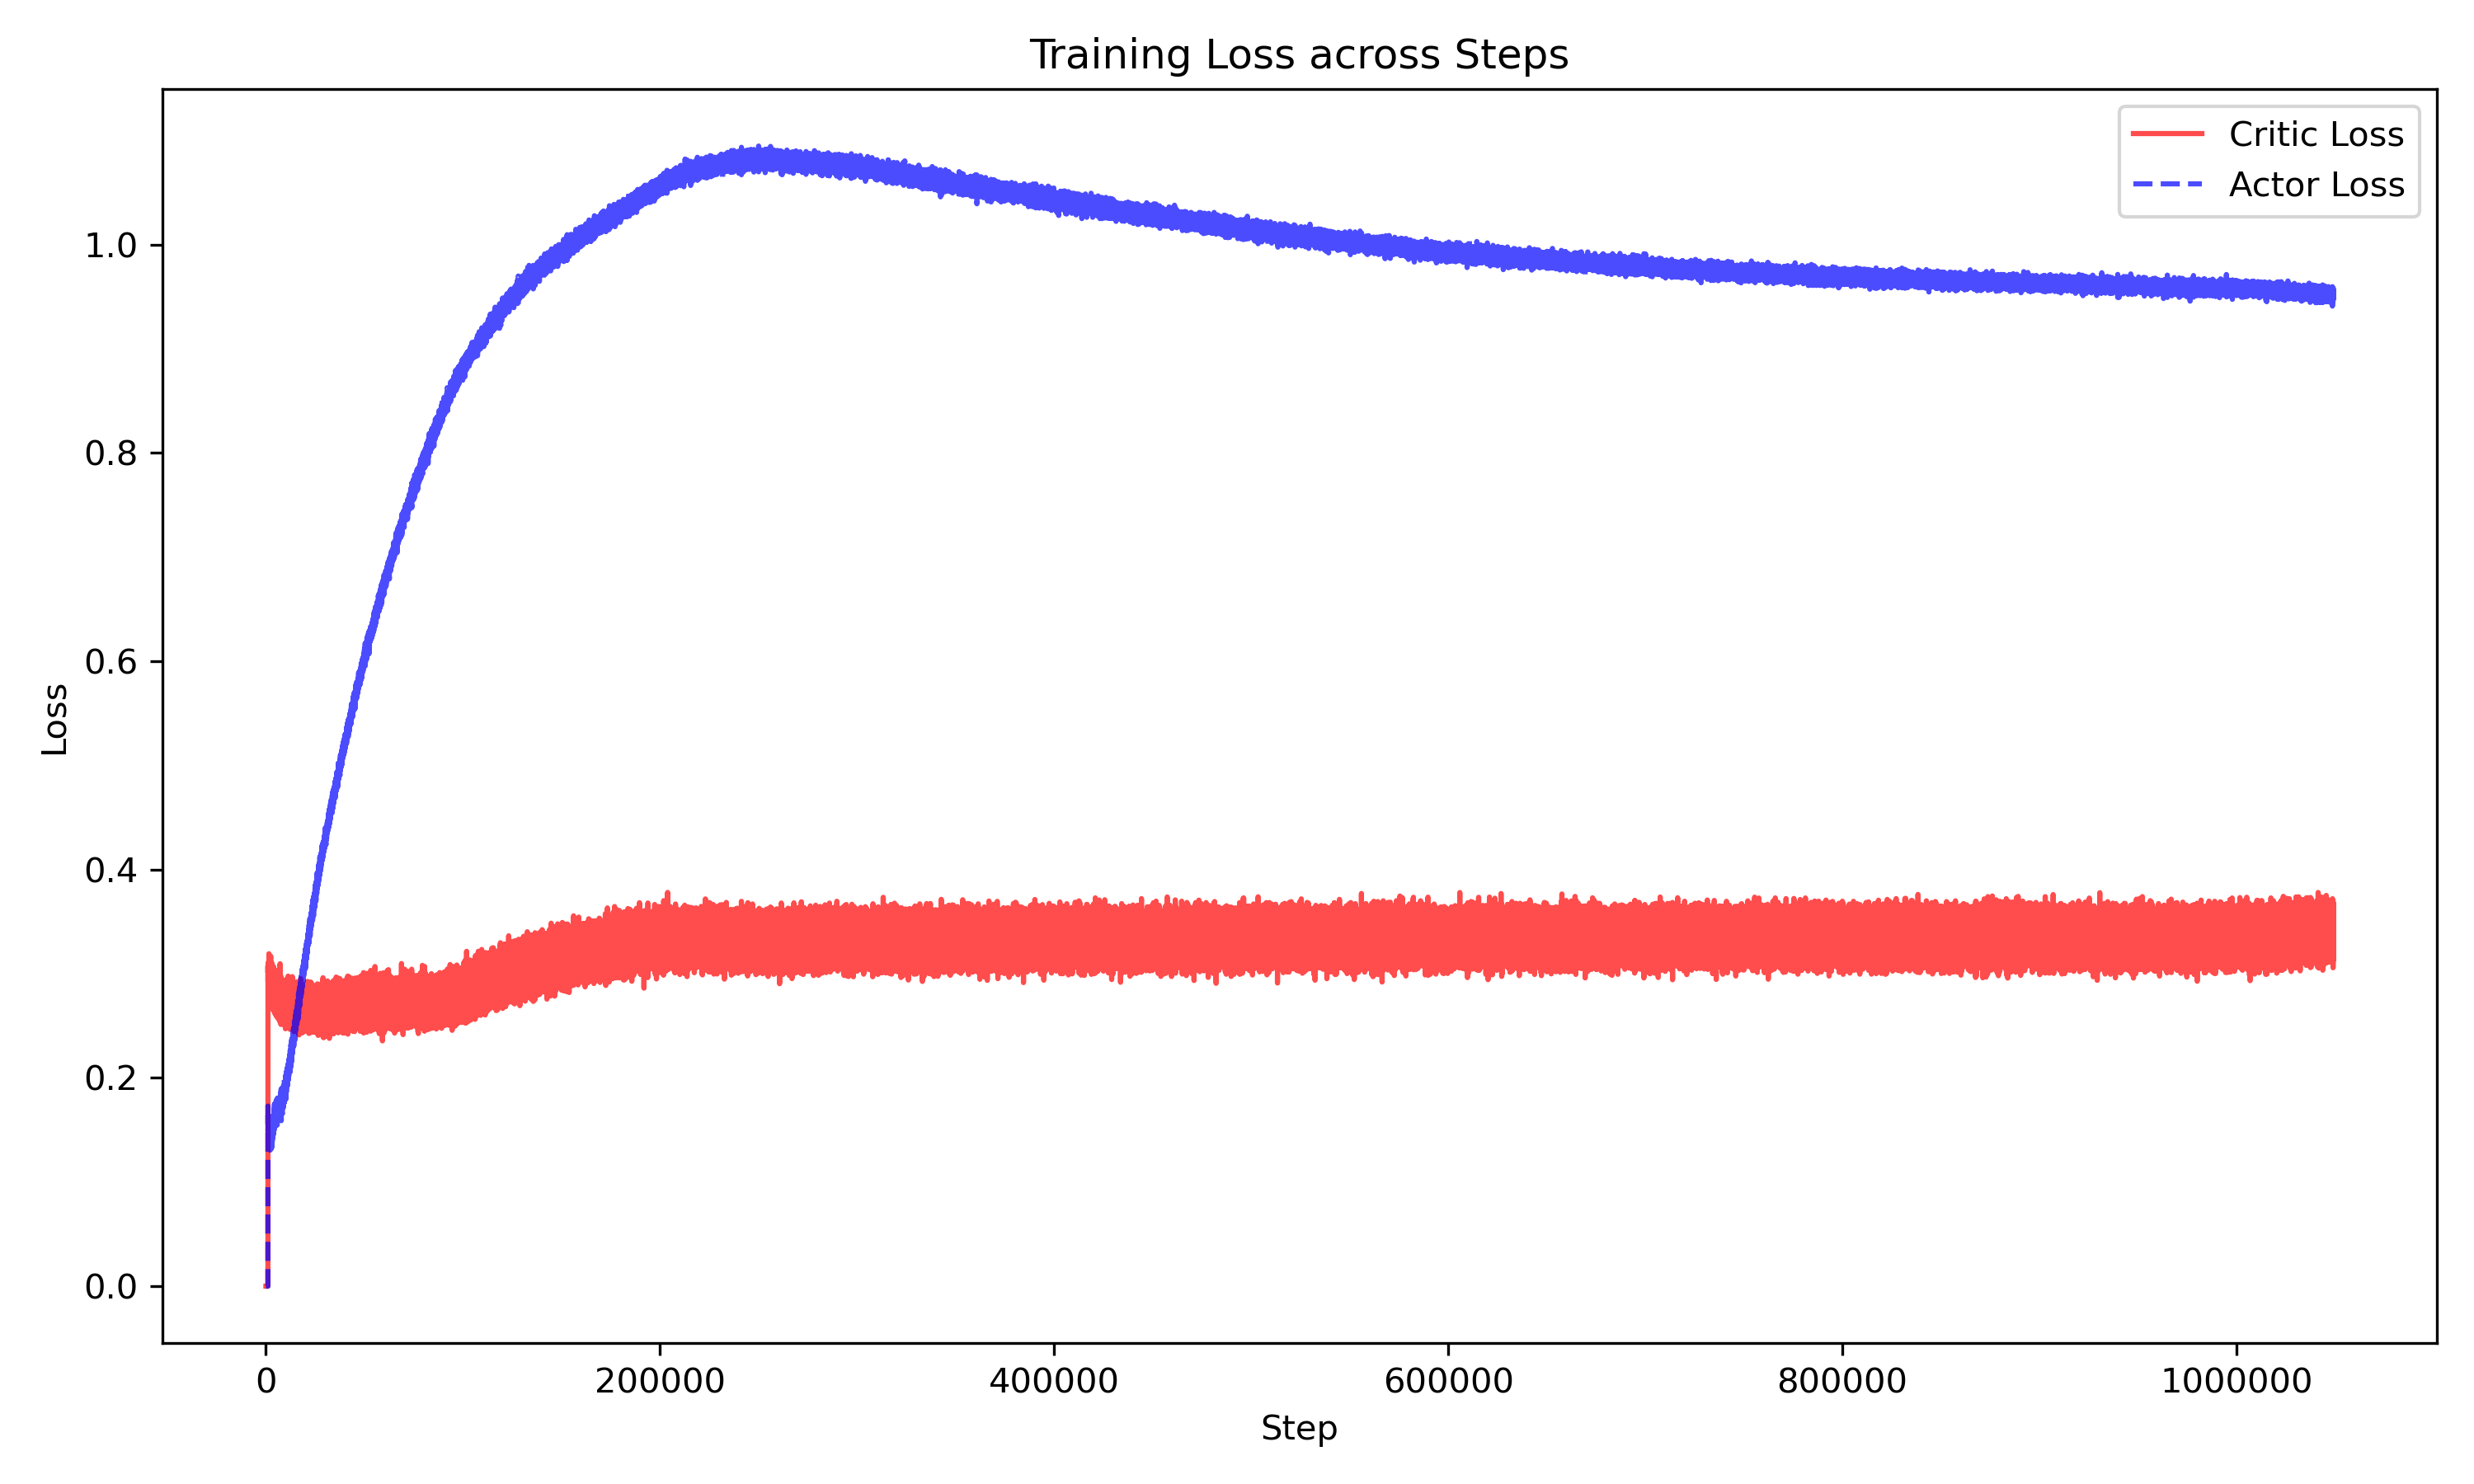 Training Loss across Steps
Critic Loss
Actor Loss
Loss
1.0
0.8
0.6
0.4
0.2
0.0
0 200000 400000 600000 800000 1000000
Step